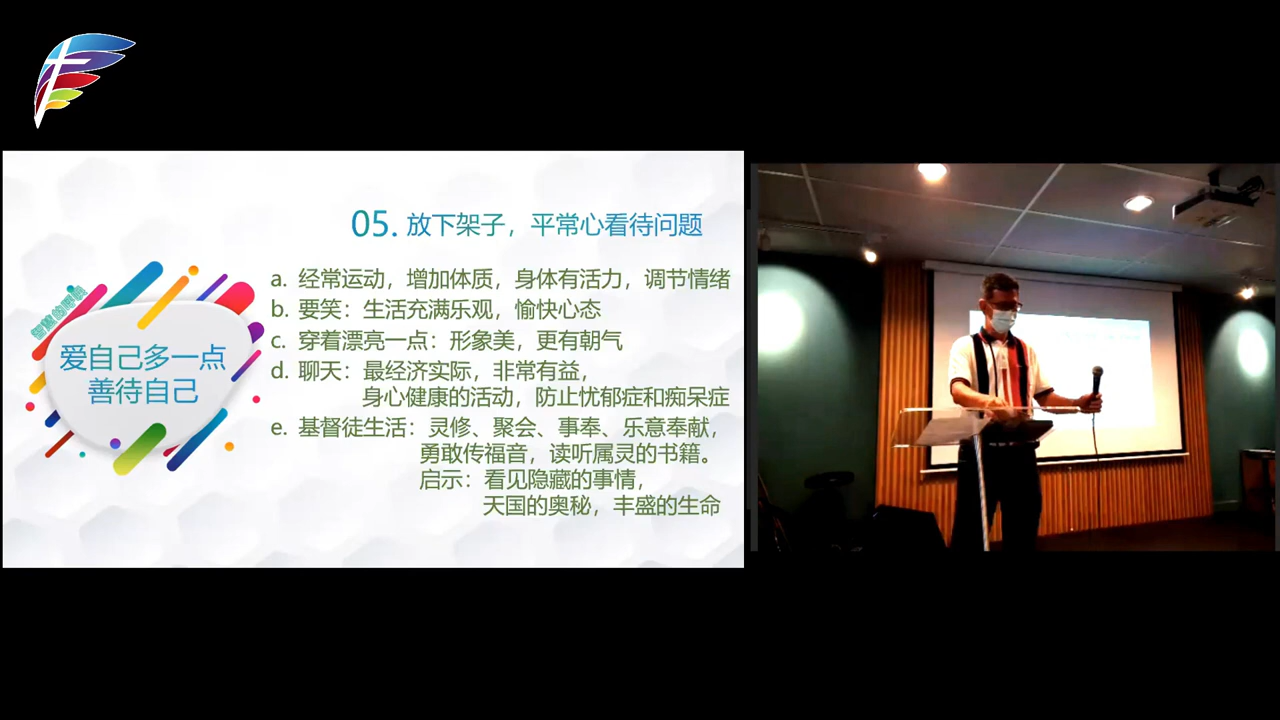 05. 放下架子，平常心看待问题
a. 经常运动，增加体质，身体有活力，调节情绪
b. 要笑：生活充满乐观，愉快心态
c. 穿着漂亮一点：形象美，更有朝气
d. 聊天：最经济实际，非常有益，
身心健康的活动，防止忧郁症和痴呆症
e. 基督徒生活：灵修、聚会、事奉、乐意奉献，
勇敢传福音，读听属灵的书籍。
启示：看见隐藏的事情，
天国的奥秘，丰盛的生命
爱自己多一点
善待自己